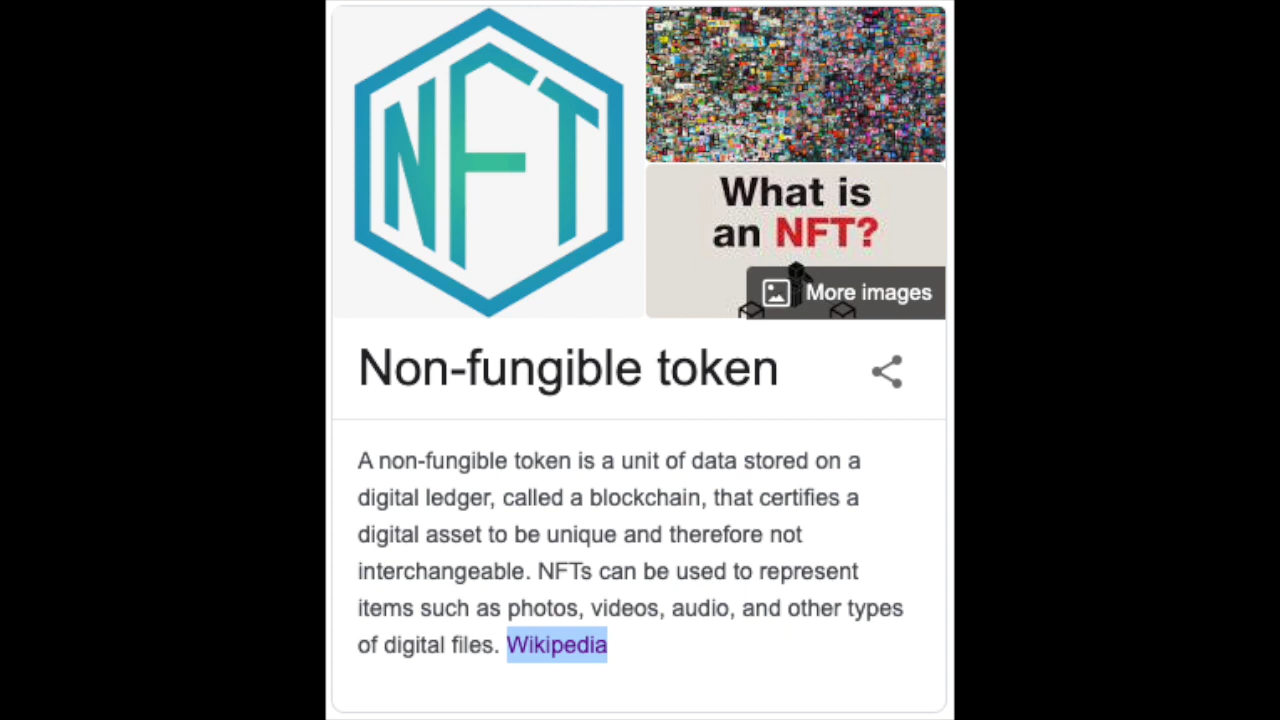 NFT
What is
an NFT?
More images
Non-fungible token
A non-fungible token is a unit of data stored on a
digital ledger, called a blockchain, that certifies a
digital asset to be unique and therefore not
interchangeable. NFTs can be used to represent
items such as photos, videos, audio, and other types
of digital files. Wikipedia